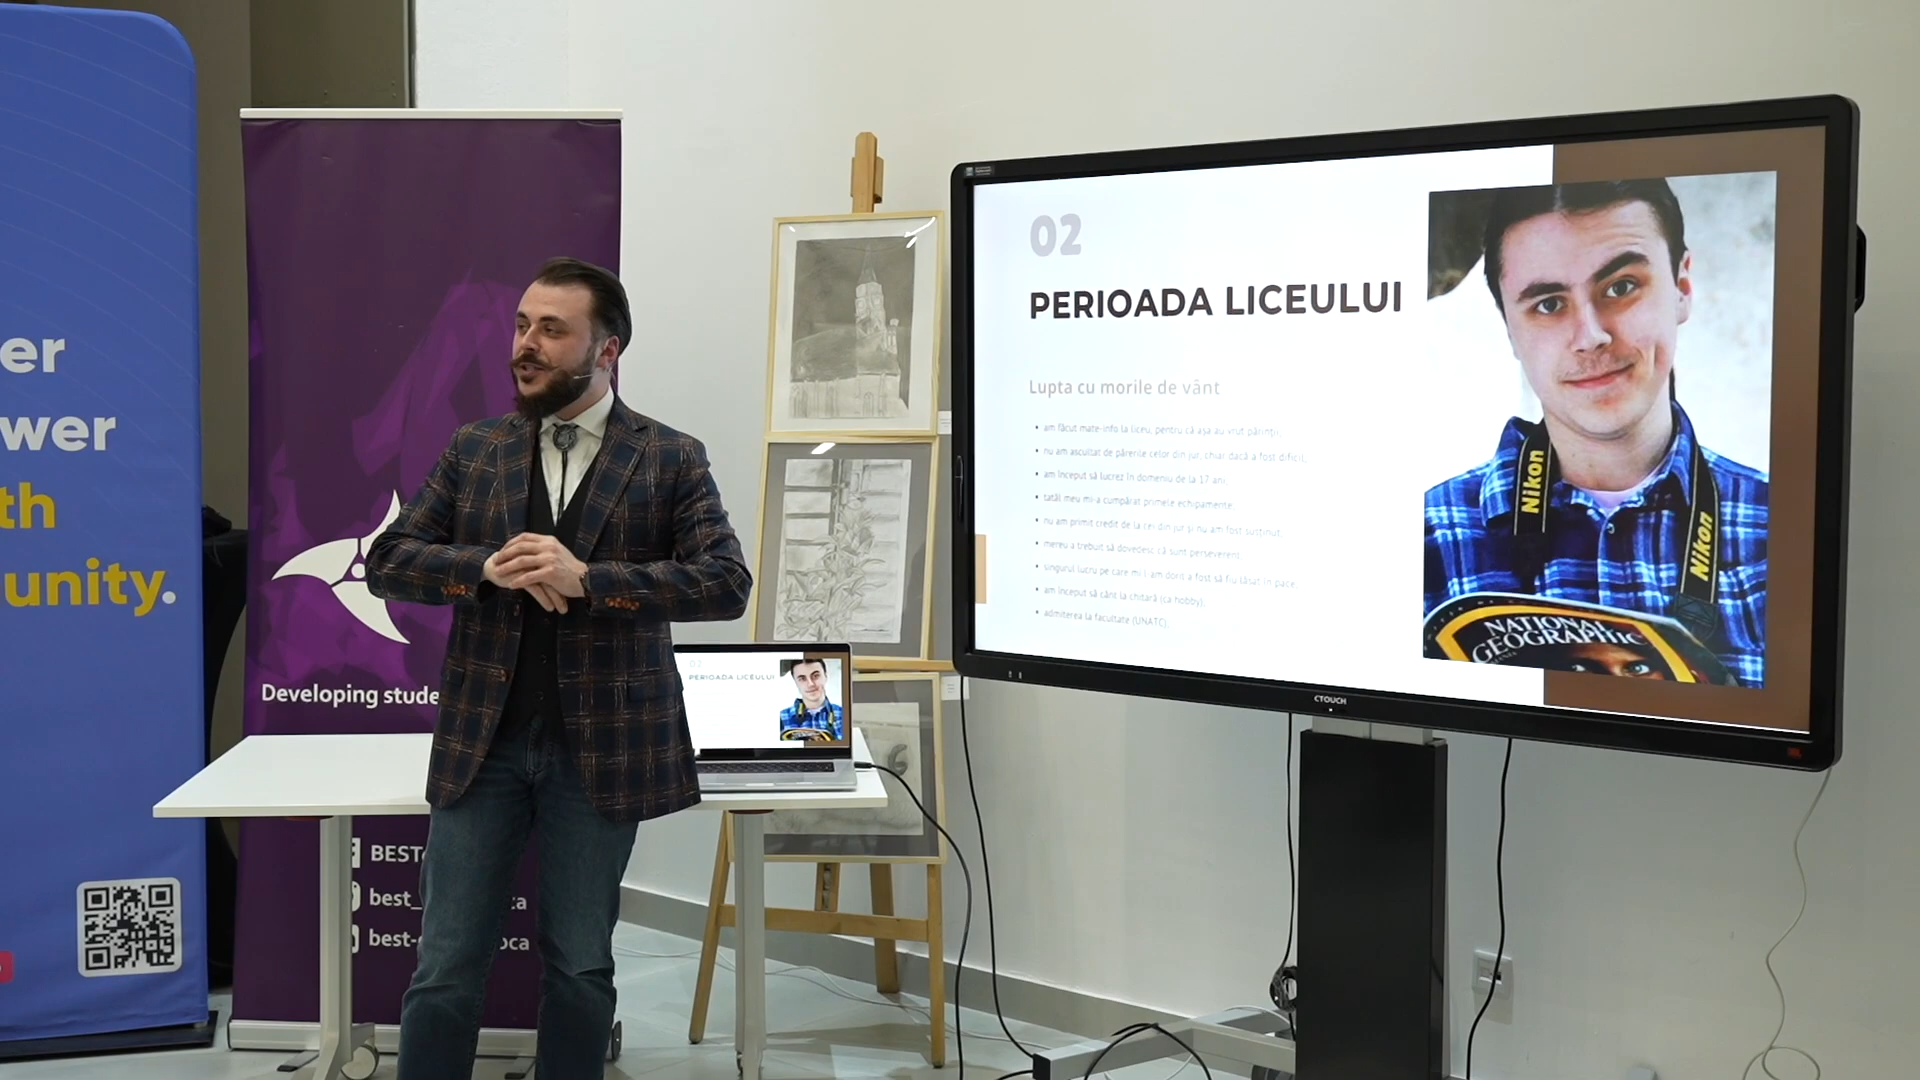 er
wer
th
unity.
Developing stude
BEST
best_
ca
best-
oca
02
PERIOADA LICEULUI
Lupta cu morile de vânt
am făcut mate-info la liceu, pentru că așa au vrut părinții;
nu am ascultat de părerile celor din jur, chiar dacă a fost dificil;
am început să lucrez în domeniu de la 17 ani;
tatăl meu mi-a cumpărat primele echipamente;
nu am primit credit de la cei din jur și nu am fost susținut;
mereu a trebuit să dovedesc că sunt perseverent;
singurul lucru pe care mi l-am dorit a fost să fiu lăsat în pace;
am început să cânt la chitară (ca hobby);
admiterea la facultate (UNATC).
Nikon
Nikon
NATIONAL
GEOGRAPHIC
CTOUCH
JBL
02
PERIOADA LICEULUI